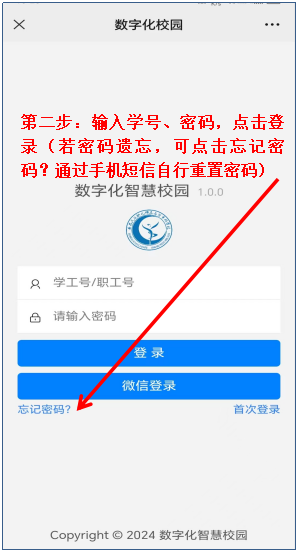 数字化校园
第二步：输入学号、密码，点击登
录（若密码遗忘，可点击忘记密
码？通过手机短信自行重置密码）
数字化智慧校园 1.0.0
学工号/职工号
请输入密码
登 录
微信登录
忘记密码？ 首次登录
Copyright © 2024 数字化智慧校园